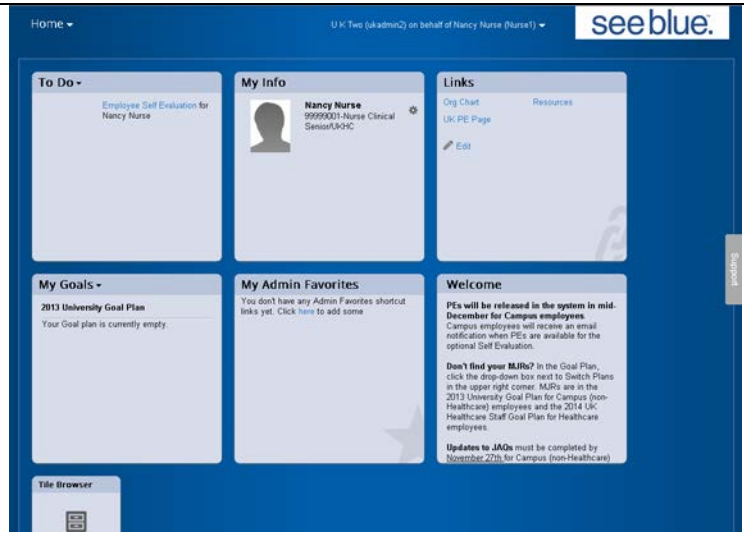 Home
U K Two (ukadmin2) on behalf of Nancy Nurse (Nurse1)
see blue.
To Do
Employee Self Evaluation for
Nancy Nurse
My Info
Nancy Nurse
99999001-Nurse Clinical
Senior/UKHC
Links
Org Chart
Resources
UK PE Page
Edit
Support
My Goals
2013 University Goal Plan
Your Goal plan is currently empty.
My Admin Favorites
You don't have any Admin Favorites shortcut
links yet. Click here to add some
Welcome
PEs will be released in the system in mid-
December for Campus employees.
Campus employees will receive an email
notification when PEs are available for the
optional Self Evaluation.
Don't find your MJRs? In the Goal Plan,
click the drop-down box next to Switch Plans
in the upper right corner. MJRs are in the
2013 University Goal Plan for Campus (non-
Healthcare) employees and the 2014 UK
Healthcare Staff Goal Plan for Healthcare
employees.
Updates to JAQs must be completed by
November 27th for Campus (non-Healthcare)
Tile Browser